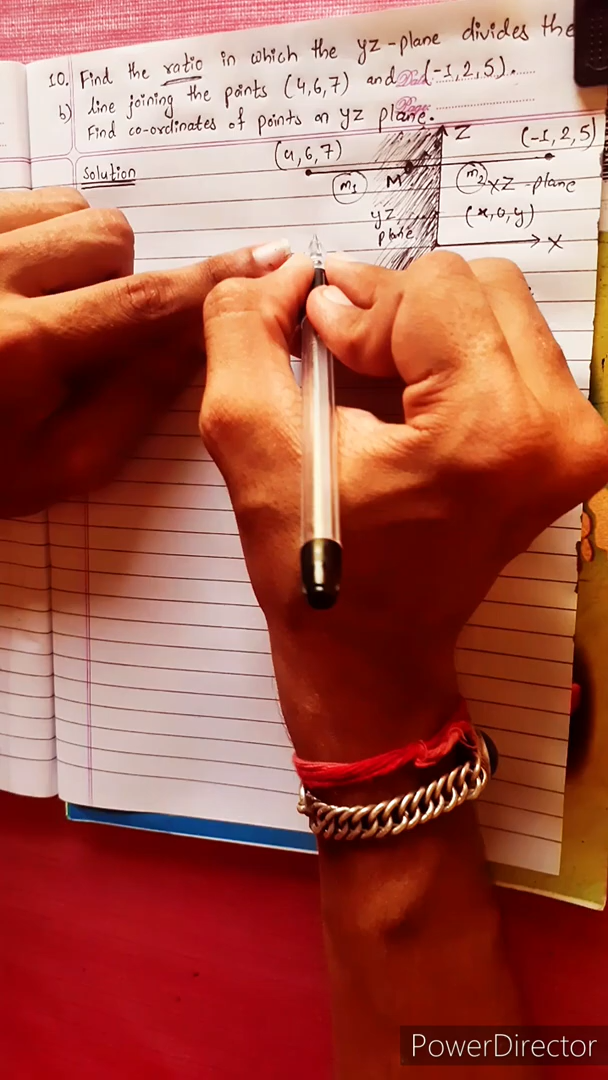 10. Find the ratio in which the yz-plane divides the
b) line joining the points (4,6,7) and (-1,2,5).
Find co-ordinates of points on yz plane.
Date
Page
Solution
(4,6,7)
Z
(-1,2,5)
m1
M
m2
XZ-plane
yz
plane
(x,0,y)
X
PowerDirector